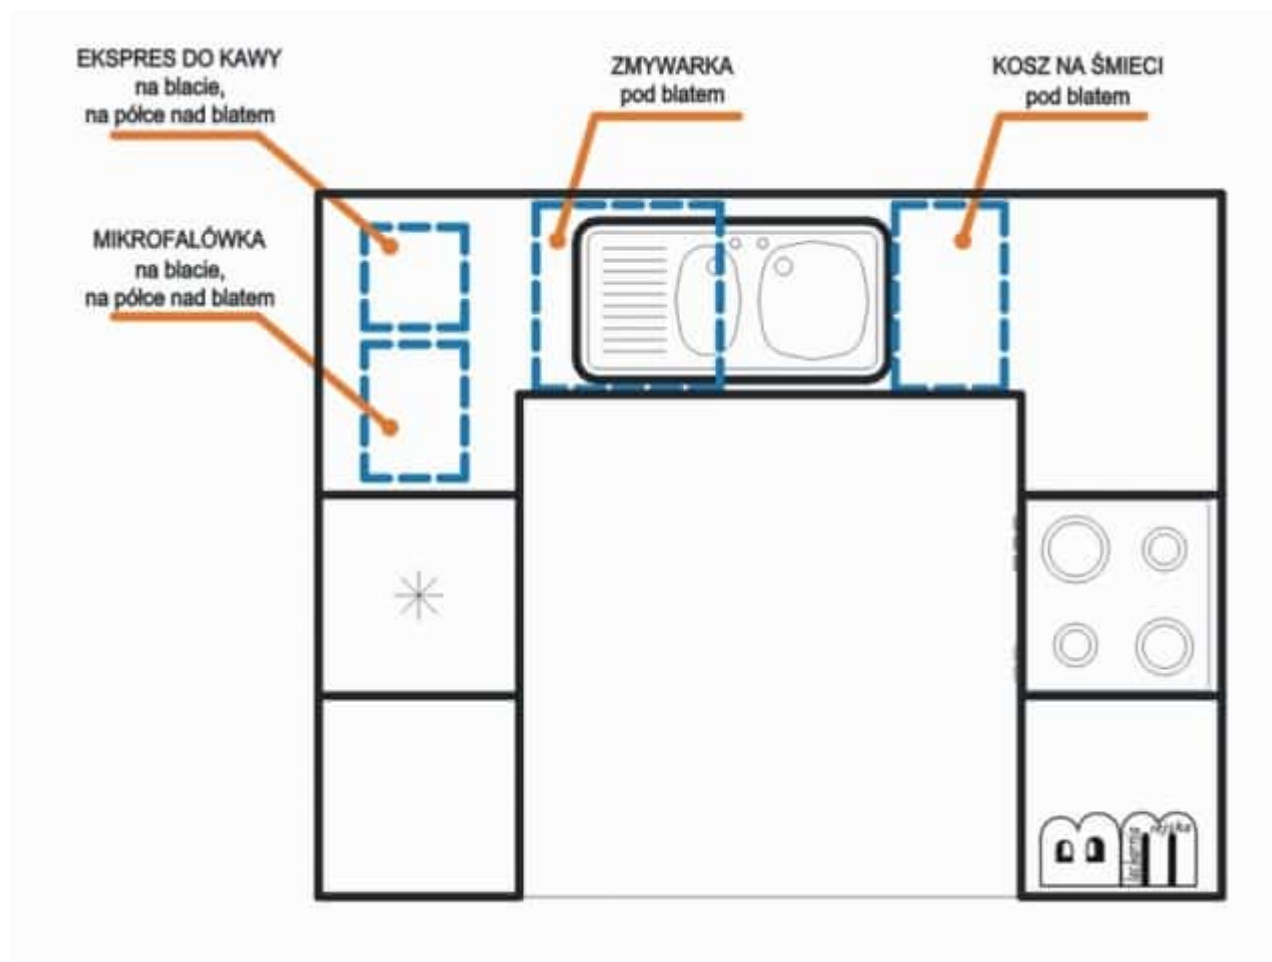 EKSPRES DO KAWY
na blacie,
na półce nad blatem
ZMYWARKA
pod blatem
KOSZ NA ŚMIECI
pod blatem
MIKROFALÓWKA
na blacie,
na półce nad blatem